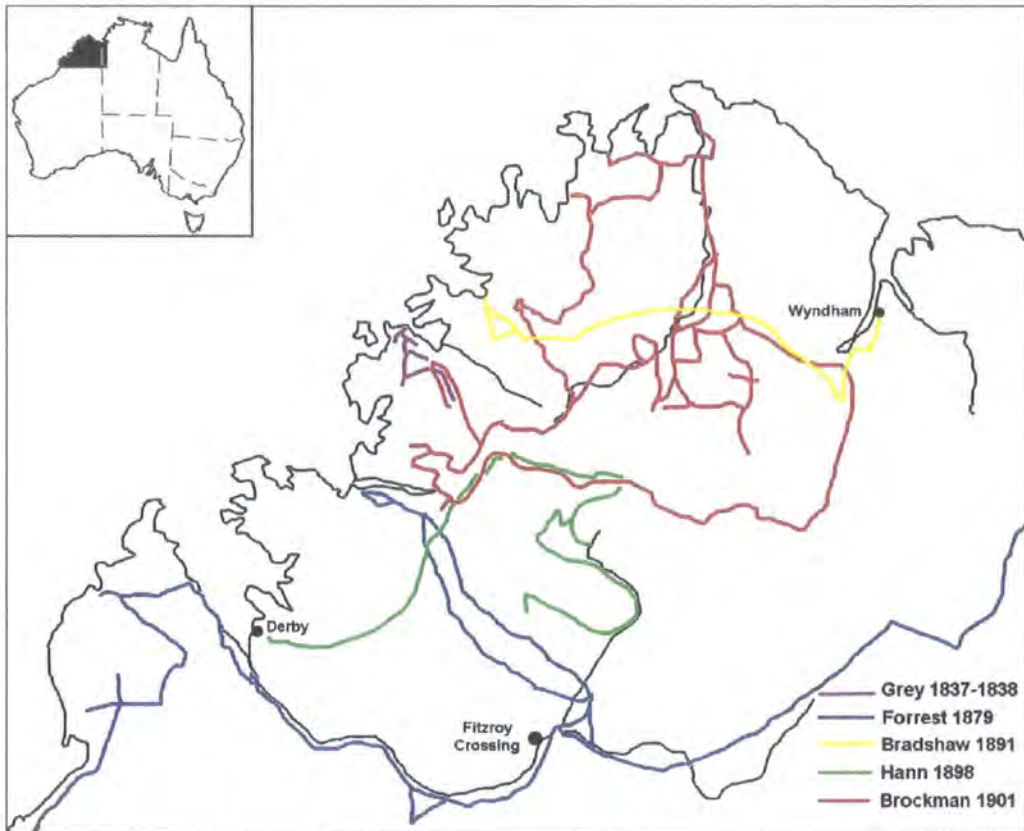 Wyndham
Derby
Fitzroy
Crossing
Grey 1837-1838
Forrest 1879
Bradshaw 1891
Hann 1898
Brockman 1901